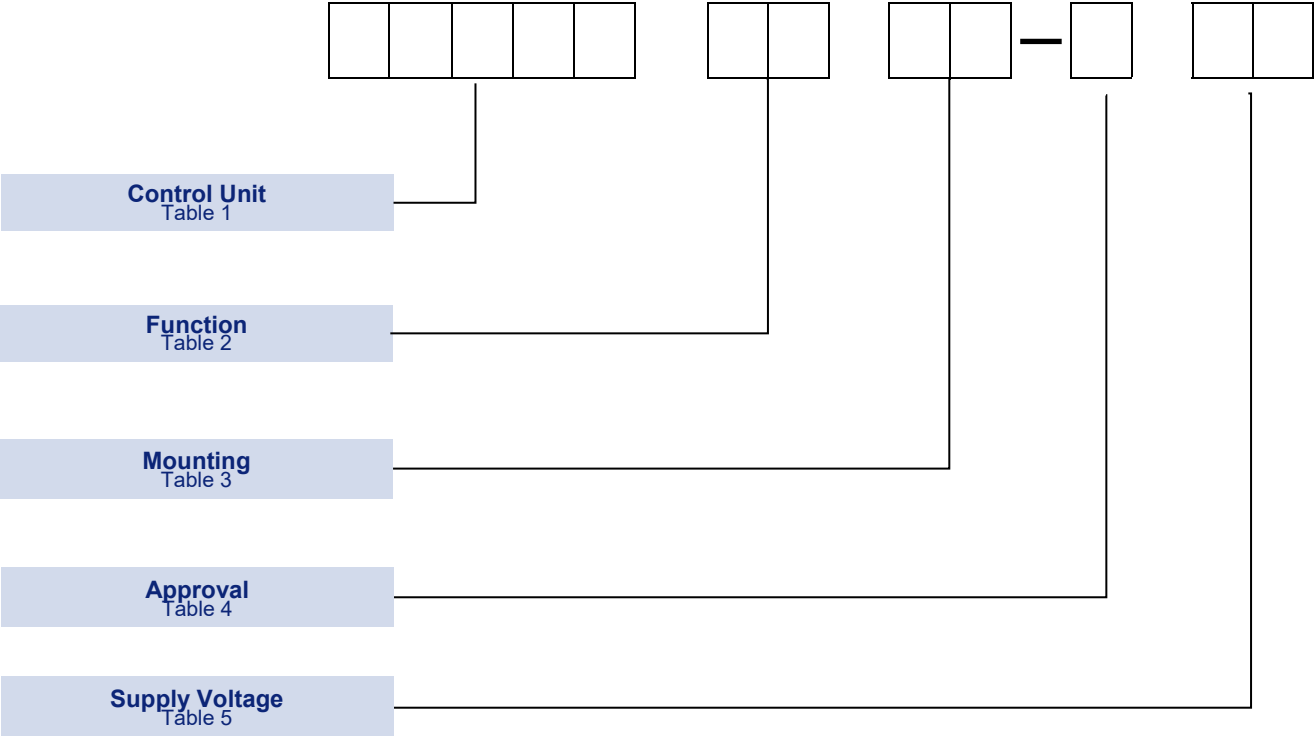 Control Unit
Table 1
Function
Table 2
Mounting
Table 3
Approval
Table 4
Supply Voltage
Table 5